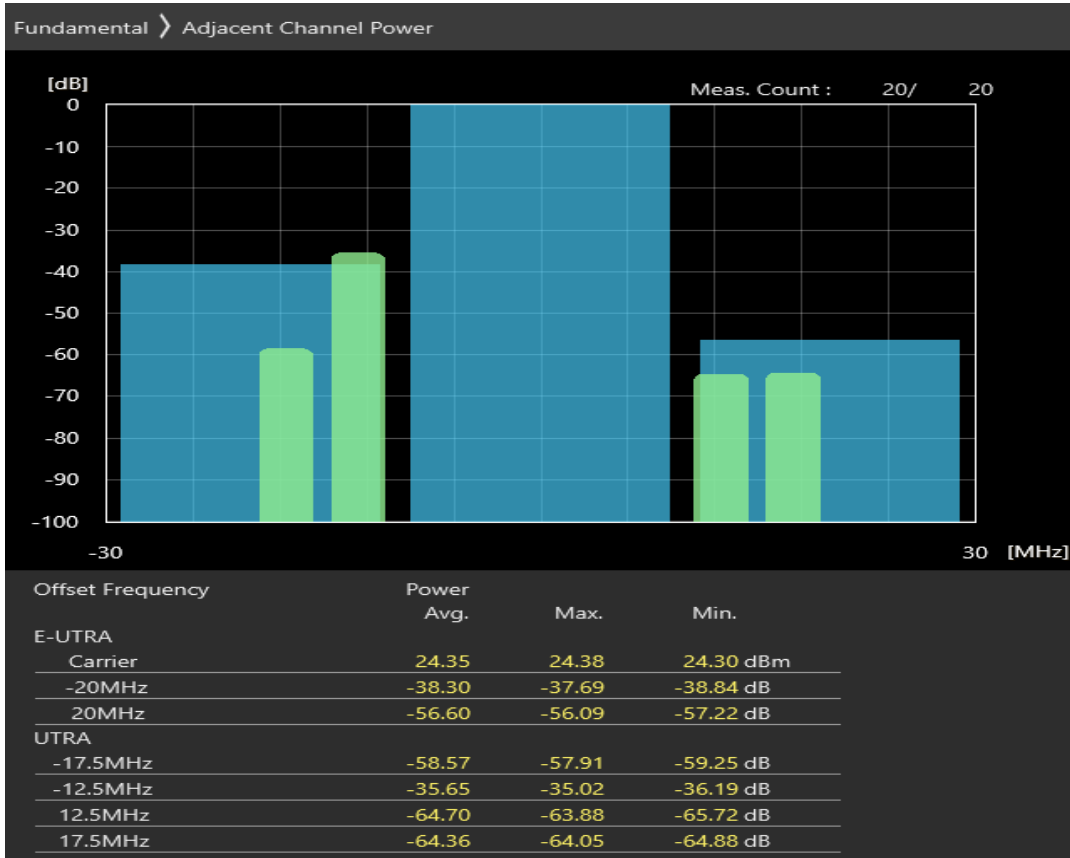 Fundamental 》 Adjacent Channel Power
[dB]
Meas. Count : 20/ 20
0
-10
-20
-30
-40
-50
-60
-70
-80
-90
-100
-30 30 [MHz]
Offset Frequency Power
Avg. Max. Min.
E-UTRA
Carrier 24.35 24.38 24.30 dBm
-20MHz -38.30 -37.69 -38.84 dB
20MHz -56.60 -56.09 -57.22 dB
UTRA
-17.5MHz -58.57 -57.91 -59.25 dB
-12.5MHz -35.65 -35.02 -36.19 dB
12.5MHz -64.70 -63.88 -65.72 dB
17.5MHz -64.36 -64.05 -64.88 dB